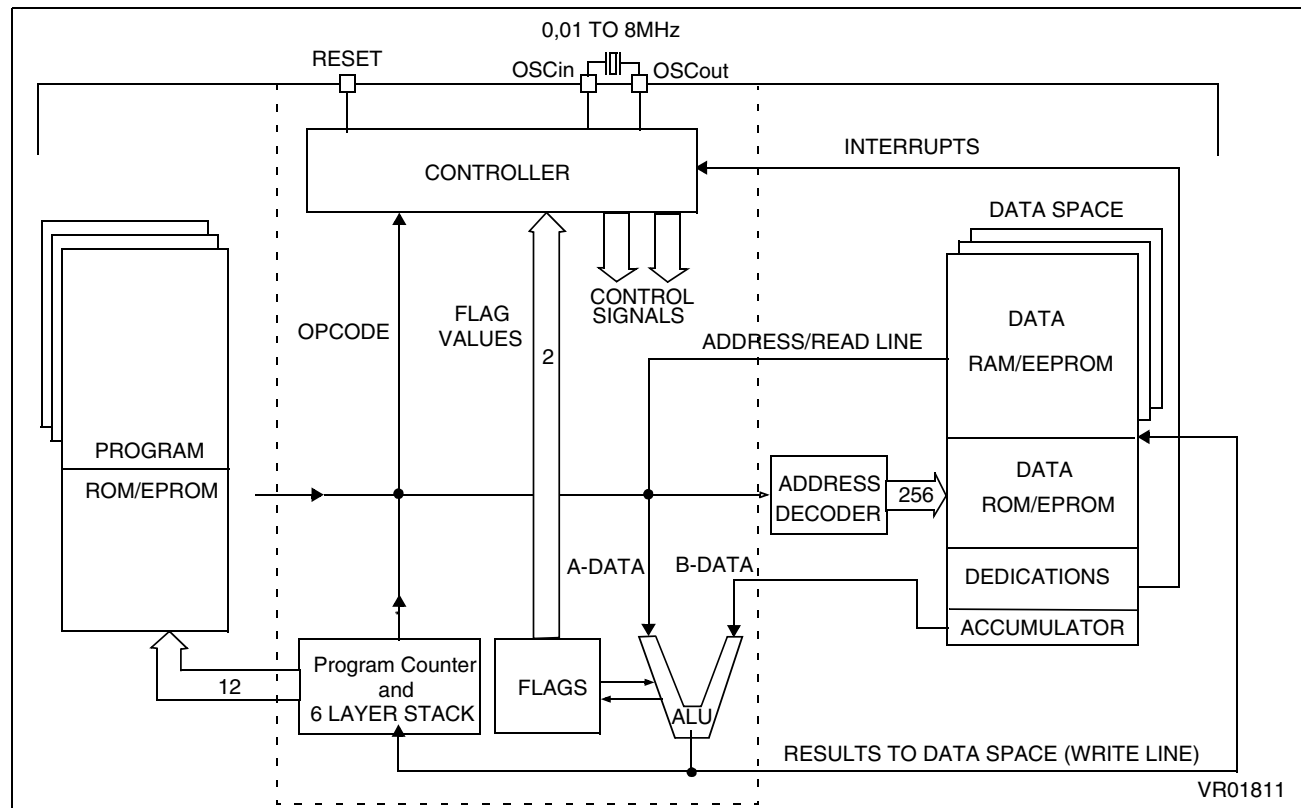 0,01 TO 8MHz
RESET
OSCin
OSCout
INTERRUPTS
CONTROLLER
DATA SPACE
CONTROL
SIGNALS
OPCODE
FLAG
VALUES
2
ADDRESS/READ LINE
DATA
RAM/EEPROM
PROGRAM
ROM/EPROM
ADDRESS
DECODER
256
DATA
ROM/EPROM
A-DATA
B-DATA
DEDICATIONS
ACCUMULATOR
12
Program Counter
and
6 LAYER STACK
FLAGS
ALU
RESULTS TO DATA SPACE (WRITE LINE)
VR01811